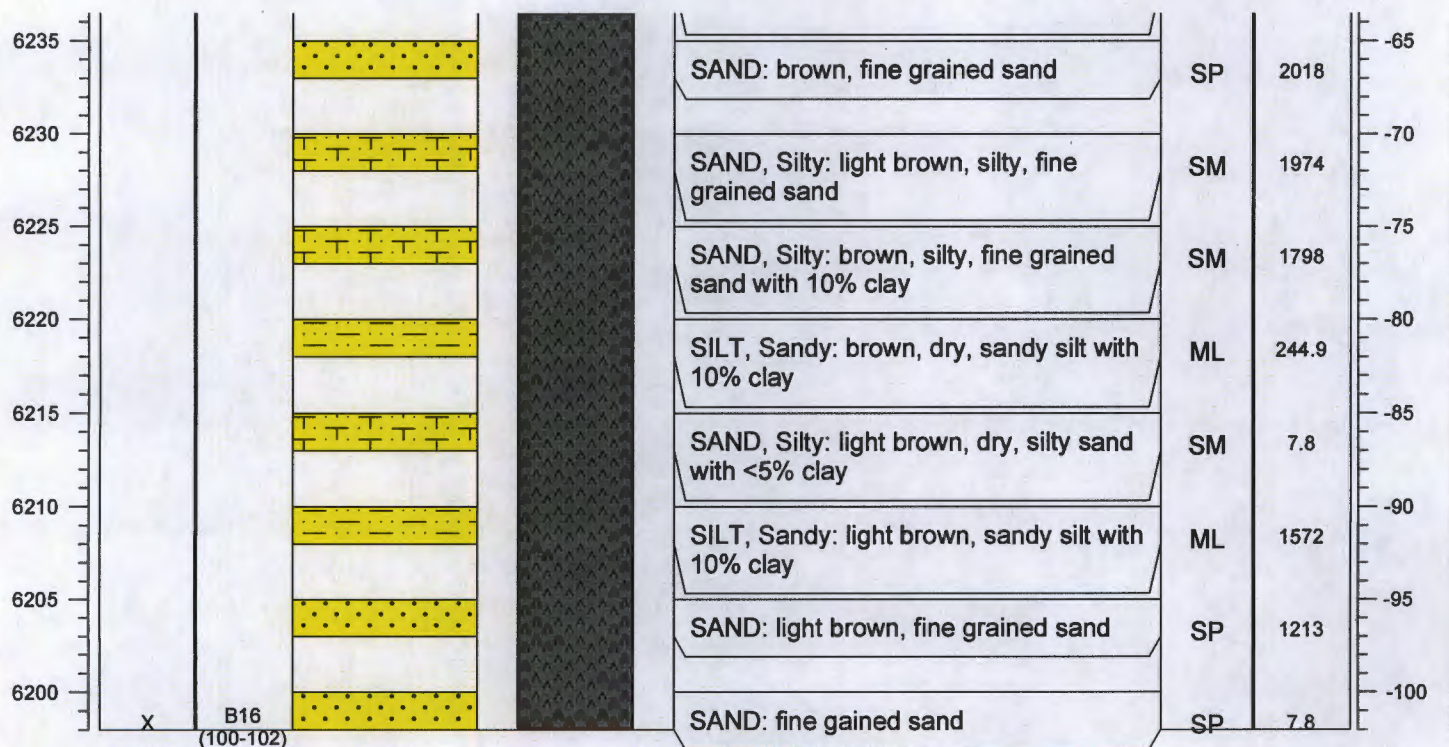 6235
-65
SAND: brown, fine grained sand
SP
2018
6230
-70
SAND, Silty: light brown, silty, fine
grained sand
SM
1974
6225
-75
SAND, Silty: brown, silty, fine grained
sand with 10% clay
SM
1798
6220
-80
SILT, Sandy: brown, dry, sandy silt with
10% clay
ML
244.9
6215
-85
SAND, Silty: light brown, dry, silty sand
with <5% clay
SM
7.8
6210
-90
SILT, Sandy: light brown, sandy silt with
10% clay
ML
1572
6205
-95
SAND: light brown, fine grained sand
SP
1213
6200
-100
X
B16
(100-102)
SAND: fine gained sand
SP
7.8